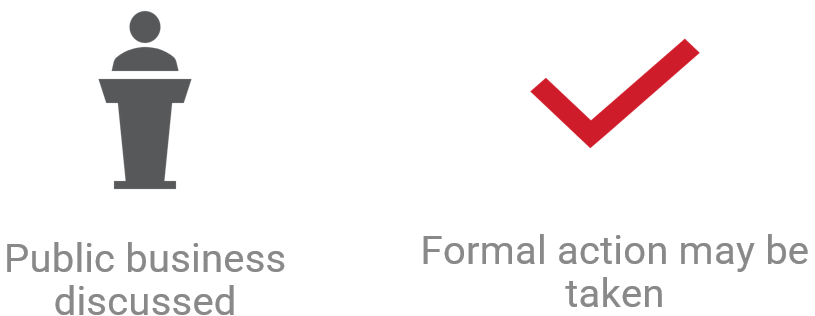 Public business
discussed
Formal action may be
taken